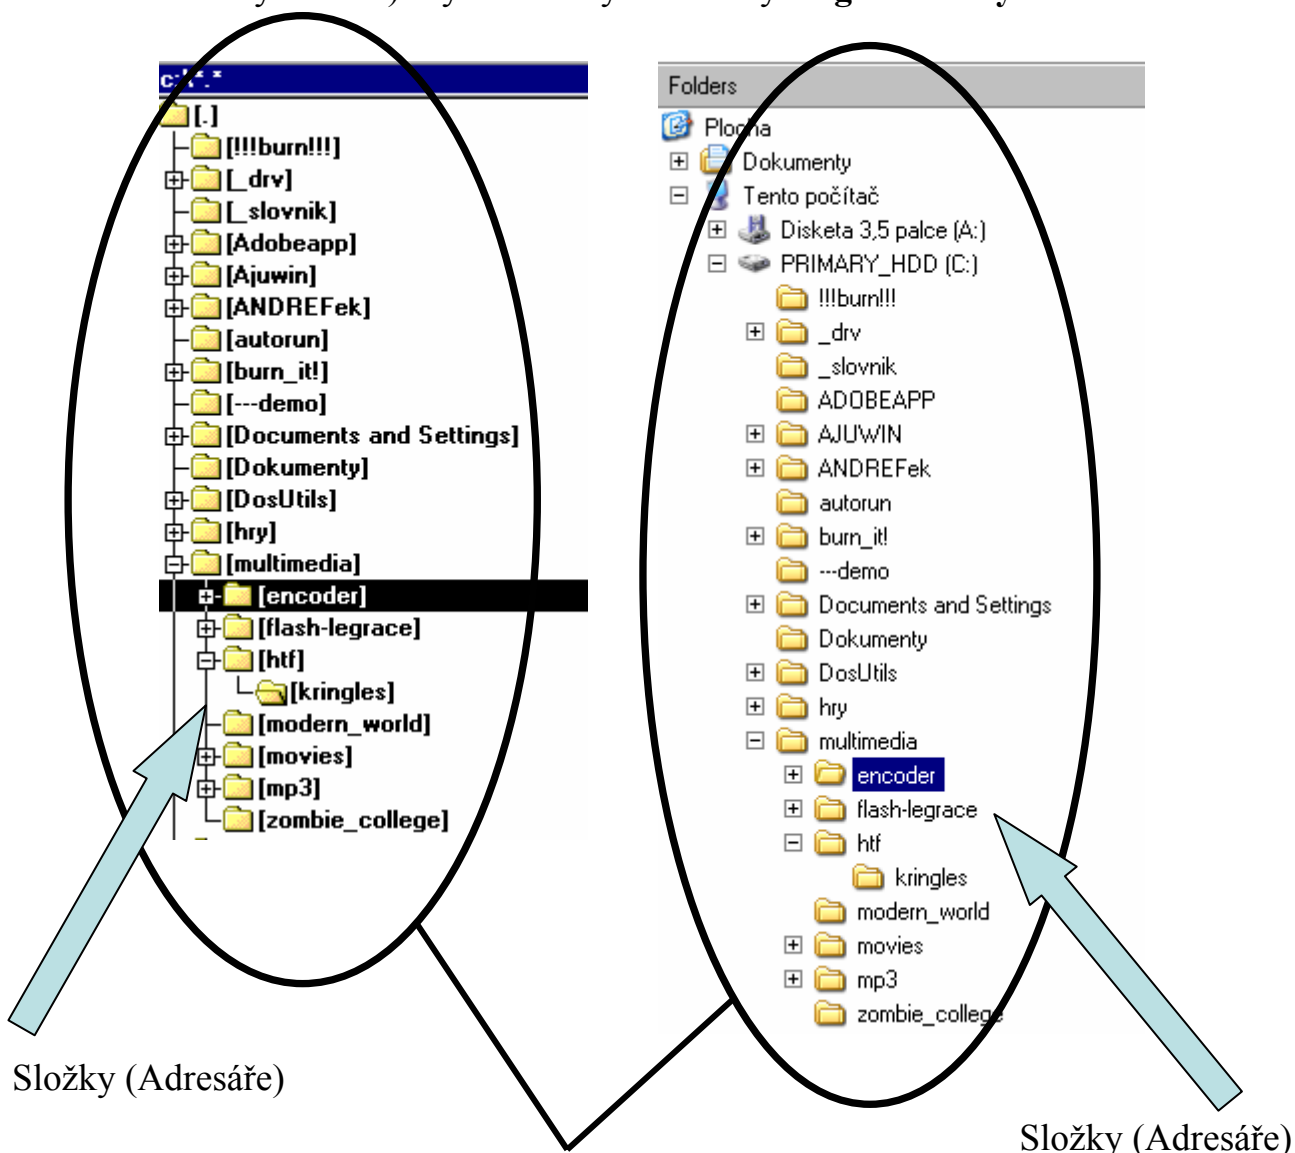 c:\*.*
[.]
[!!!burn!!!]
[_drv]
[_slovnik]
[Adobeapp]
[Ajuwin]
[ANDREFek]
[autorun]
[burn_it!]
[---demo]
[Documents and Settings]
[Dokumenty]
[DosUtils]
[hry]
[multimedia]
[encoder]
[flash-legrace]
[htf]
[kringles]
[modern_world]
[movies]
[mp3]
[zombie_college]
Složky (Adresáře)
Folders
Plocha
Dokumenty
Tento počítač
Disketa 3,5 palce (A:)
PRIMARY_HDD (C:)
!!!burn!!!
_drv
_slovnik
ADOBEAPP
AJUWIN
ANDREFek
autorun
burn_it!
---demo
Documents and Settings
Dokumenty
DosUtils
hry
multimedia
encoder
flash-legrace
htf
kringles
modern_world
movies
mp3
zombie_college
Složky (Adresáře)